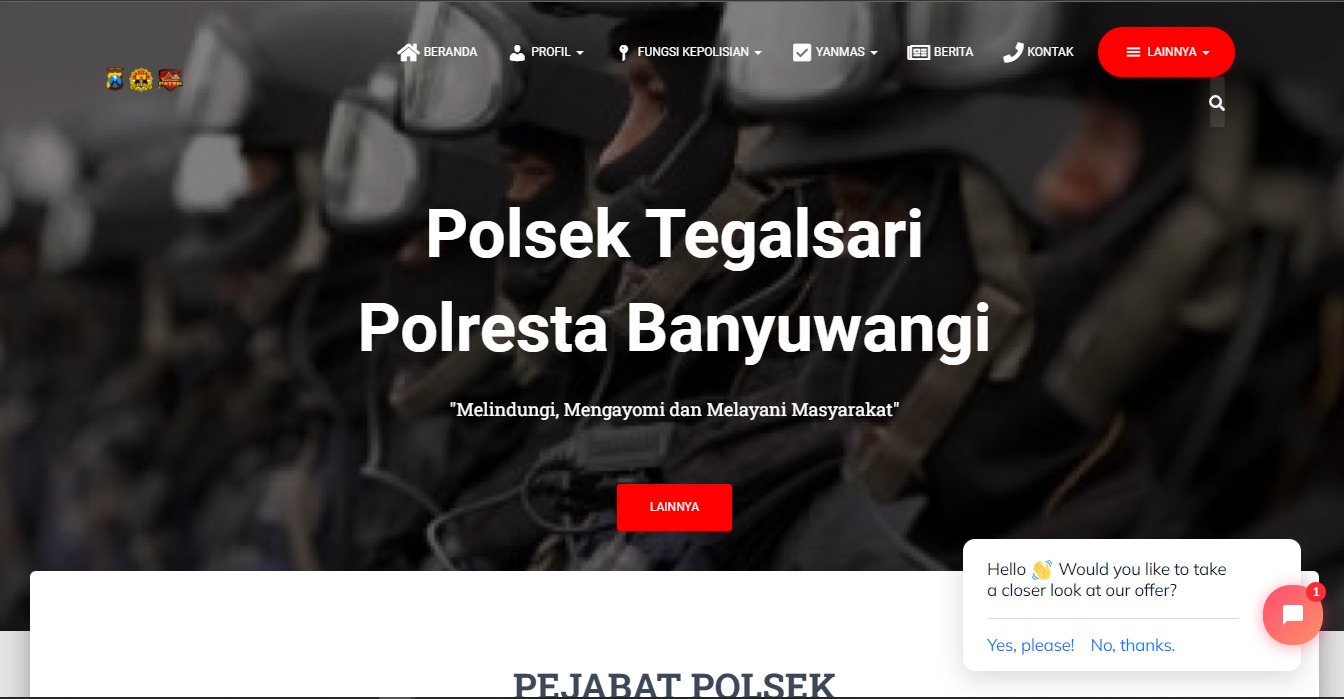 BERANDA
PROFIL
FUNGSI KEPOLISIAN
YANMAS
BERITA
KONTAK
LAINNYA
Polsek Tegalsari
Polresta Banyuwangi
"Melindungi, Mengayomi dan Melayani Masyarakat"
LAINNYA
Hello 👋 Would you like to take
a closer look at our offer?
1
Yes, please! No, thanks.
PEJABAT POLSEK